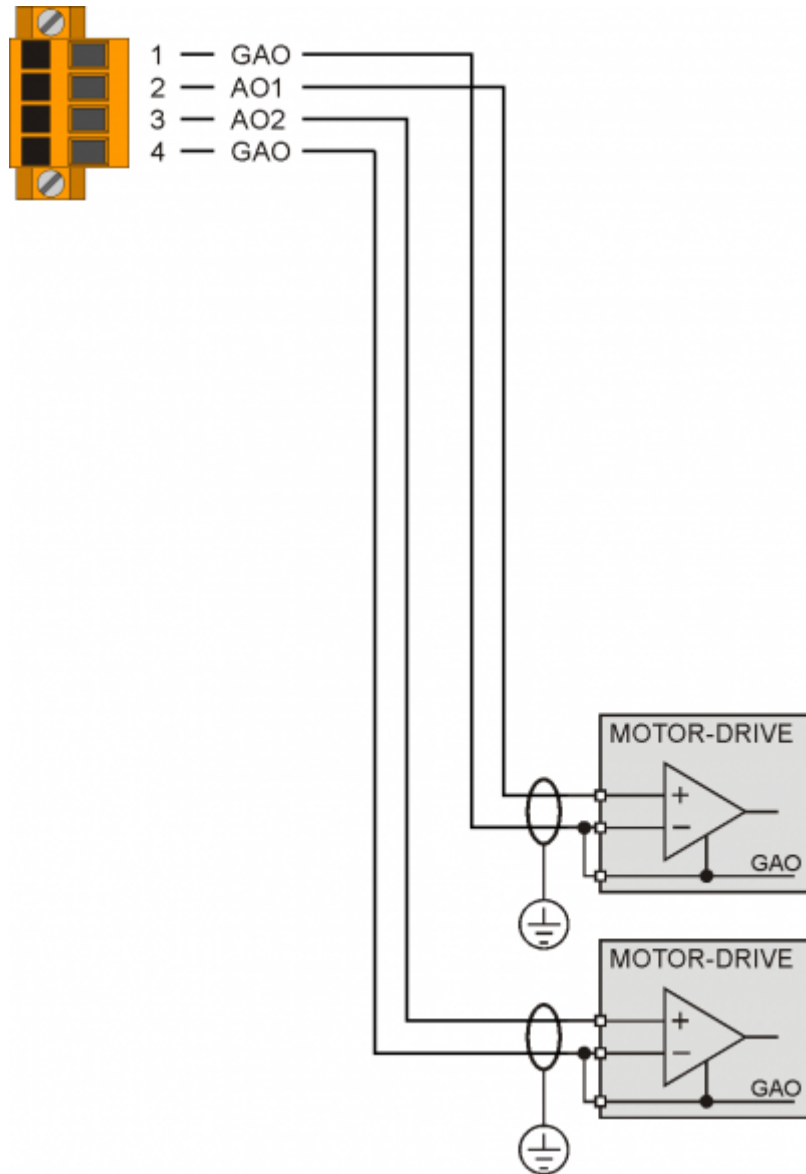 1 — GAO
2 — AO1
3 — AO2
4 — GAO
MOTOR-DRIVE
+
−
GAO
MOTOR-DRIVE
+
−
GAO